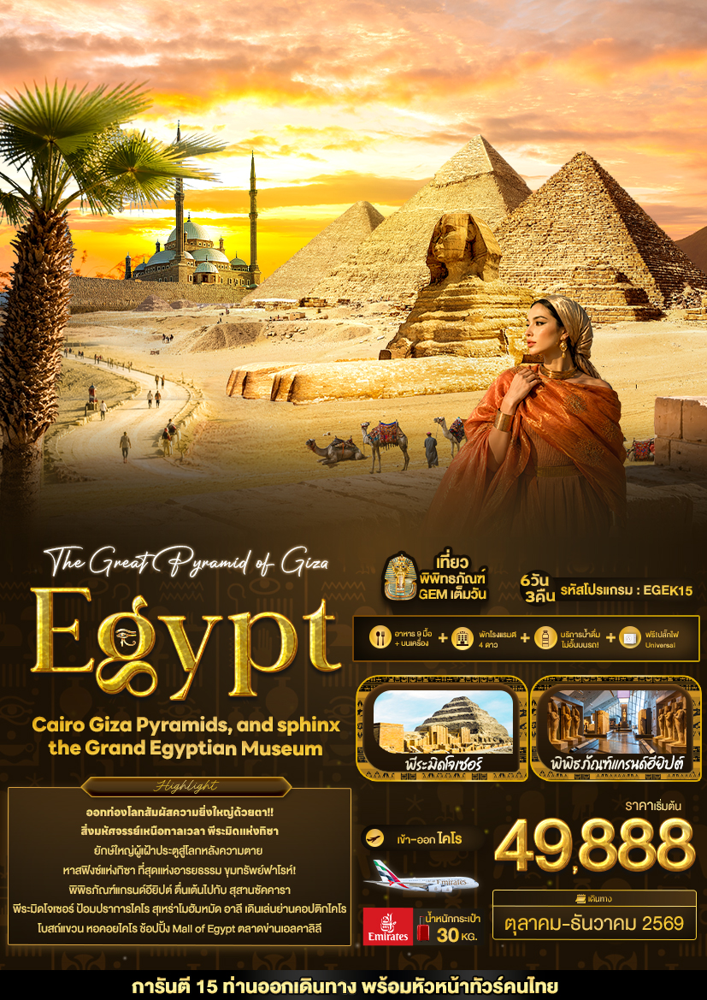 The Great Pyramid of Giza
Egypt
Cairo Giza Pyramids, and sphinx
the Grand Egyptian Museum
เที่ยว
พิพิทธภัณฑ์
GEM เต็มวัน
6วัน
3คืน
รหัสโปรแกรม : EGEK15
อาหาร 9 มื้อ
+ บนเครื่อง
+
พักโรงแรมดี
4 ดาว
+
บริการน้ำดื่ม
ไม่อั้นบนรถ!
+
ฟรี!ปลั๊กไฟ
Universal
พีระมิดโจเซอร์
พิพิธภัณฑ์แกรนด์อียิปต์
Highlight
ออกท่องโลกสัมผัสความยิ่งใหญ่ด้วยตา!!
สิ่งมหัศจรรย์เหนือกาลเวลา พีระมิดแห่งกิซา
ยักษ์ใหญ่ผู้เฝ้าประตูสู่โลกหลังความตาย
หาสฟิงซ์แห่งกิซา ที่สุดแห่งอารยธรรม ขุมทรัพย์ฟาโรห์!
พิพิธภัณฑ์แกรนด์อียิปต์ ตื่นเต้นไปกับ สุสานซัคคารา
พีระมิดโจเซอร์ ป้อมปราการไคโร สุเหร่าโมฮัมหมัด อาลี เดินเล่นย่านคอปติกไคโร
โบสถ์แขวน หอคอยไคโร ช้อปปิ้ง Mall of Egypt ตลาดข่านเอลคาลิลี
เข้า-ออก ไคโร
Emirates
Emirates
น้ำหนักกระเป๋า
30 KG.
ราคาเริ่มต้น
49,888
เดินทาง
ตุลาคม-ธันวาคม 2569
การันตี 15 ท่านออกเดินทาง พร้อมหัวหน้าทัวร์คนไทย